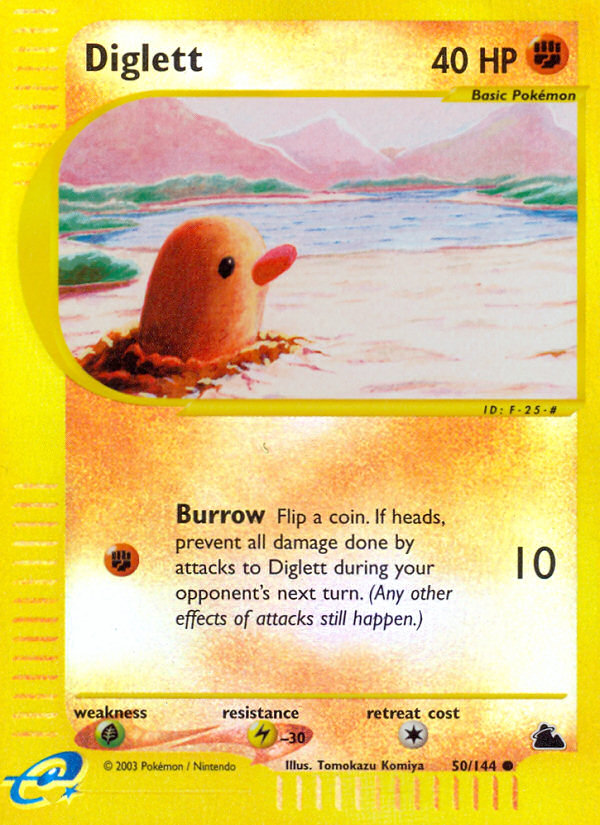 Diglett
40 HP
Basic Pokémon
ID: F-25-#
Burrow Flip a coin. If heads,
prevent all damage done by
attacks to Diglett during your
opponent's next turn. (Any other
effects of attacks still happen.)
10
weakness resistance retreat cost
–30
© 2003 Pokémon / Nintendo Illus. Tomokazu Komiya 50/144
e